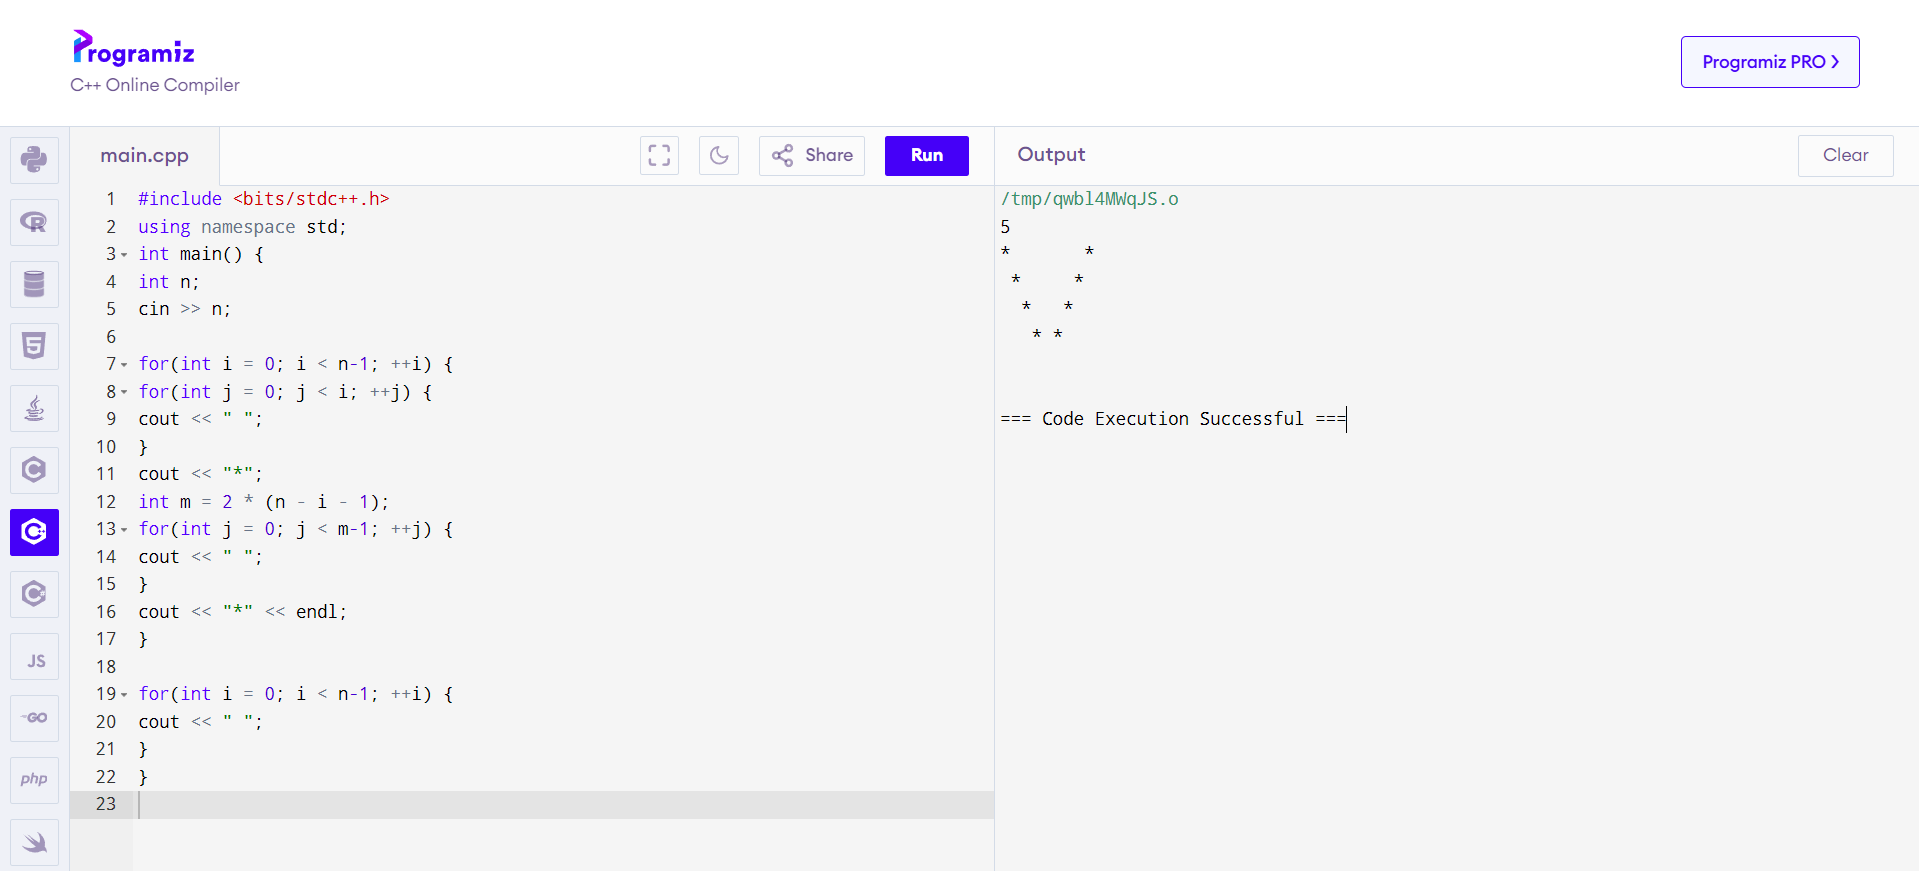 Programiz
C++ Online Compiler
Programiz PRO >
main.cpp
Share
Run
Output
Clear
1 #include <bits/stdc++.h>
2 using namespace std;
3 int main() {
4 int n;
5 cin >> n;
6
7 for(int i = 0; i < n-1; ++i) {
8 for(int j = 0; j < i; ++j) {
9 cout << " ";
10 }
11 cout << "*";
12 int m = 2 * (n - i - 1);
13 for(int j = 0; j < m-1; ++j) {
14 cout << " ";
15 }
16 cout << "*" << endl;
17 }
18
19 for(int i = 0; i < n-1; ++i) {
20 cout << " ";
21 }
22 }
23
/tmp/qwbl4MWqJS.o
5
*       *
 *     *
  *   *
   * *
=== Code Execution Successful ===
R
5
C
C+
C
JS
GO
php